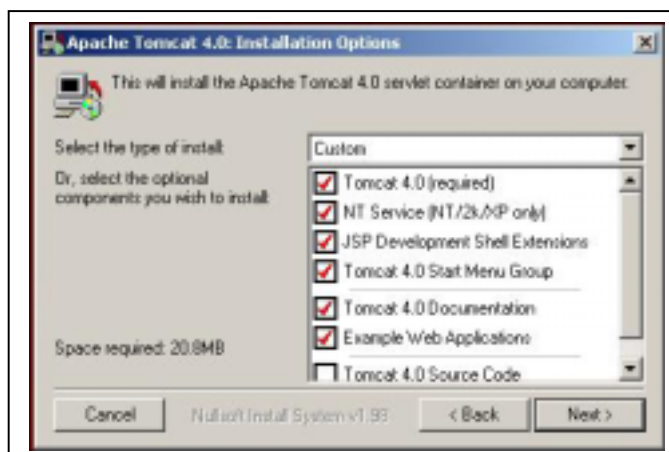 Apache Tomcat 4.0: Installation Options
This will install the Apache Tomcat 4.0 servlet container on your computer.
Select the type of install:
Custom
Or, select the optional
components you wish to install:
Tomcat 4.0 (required)
NT Service (NT/2k/XP only)
JSP Development Shell Extensions
Tomcat 4.0 Start Menu Group
Tomcat 4.0 Documentation
Example Web Applications
Tomcat 4.0 Source Code
Space required: 20.8MB
Cancel
Nullsoft Install System v1.98
< Back
Next >